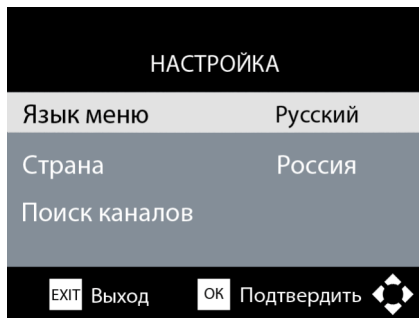 НАСТРОЙКА
Язык меню Русский
Страна Россия
Поиск каналов
EXIT Выход OK Подтвердить